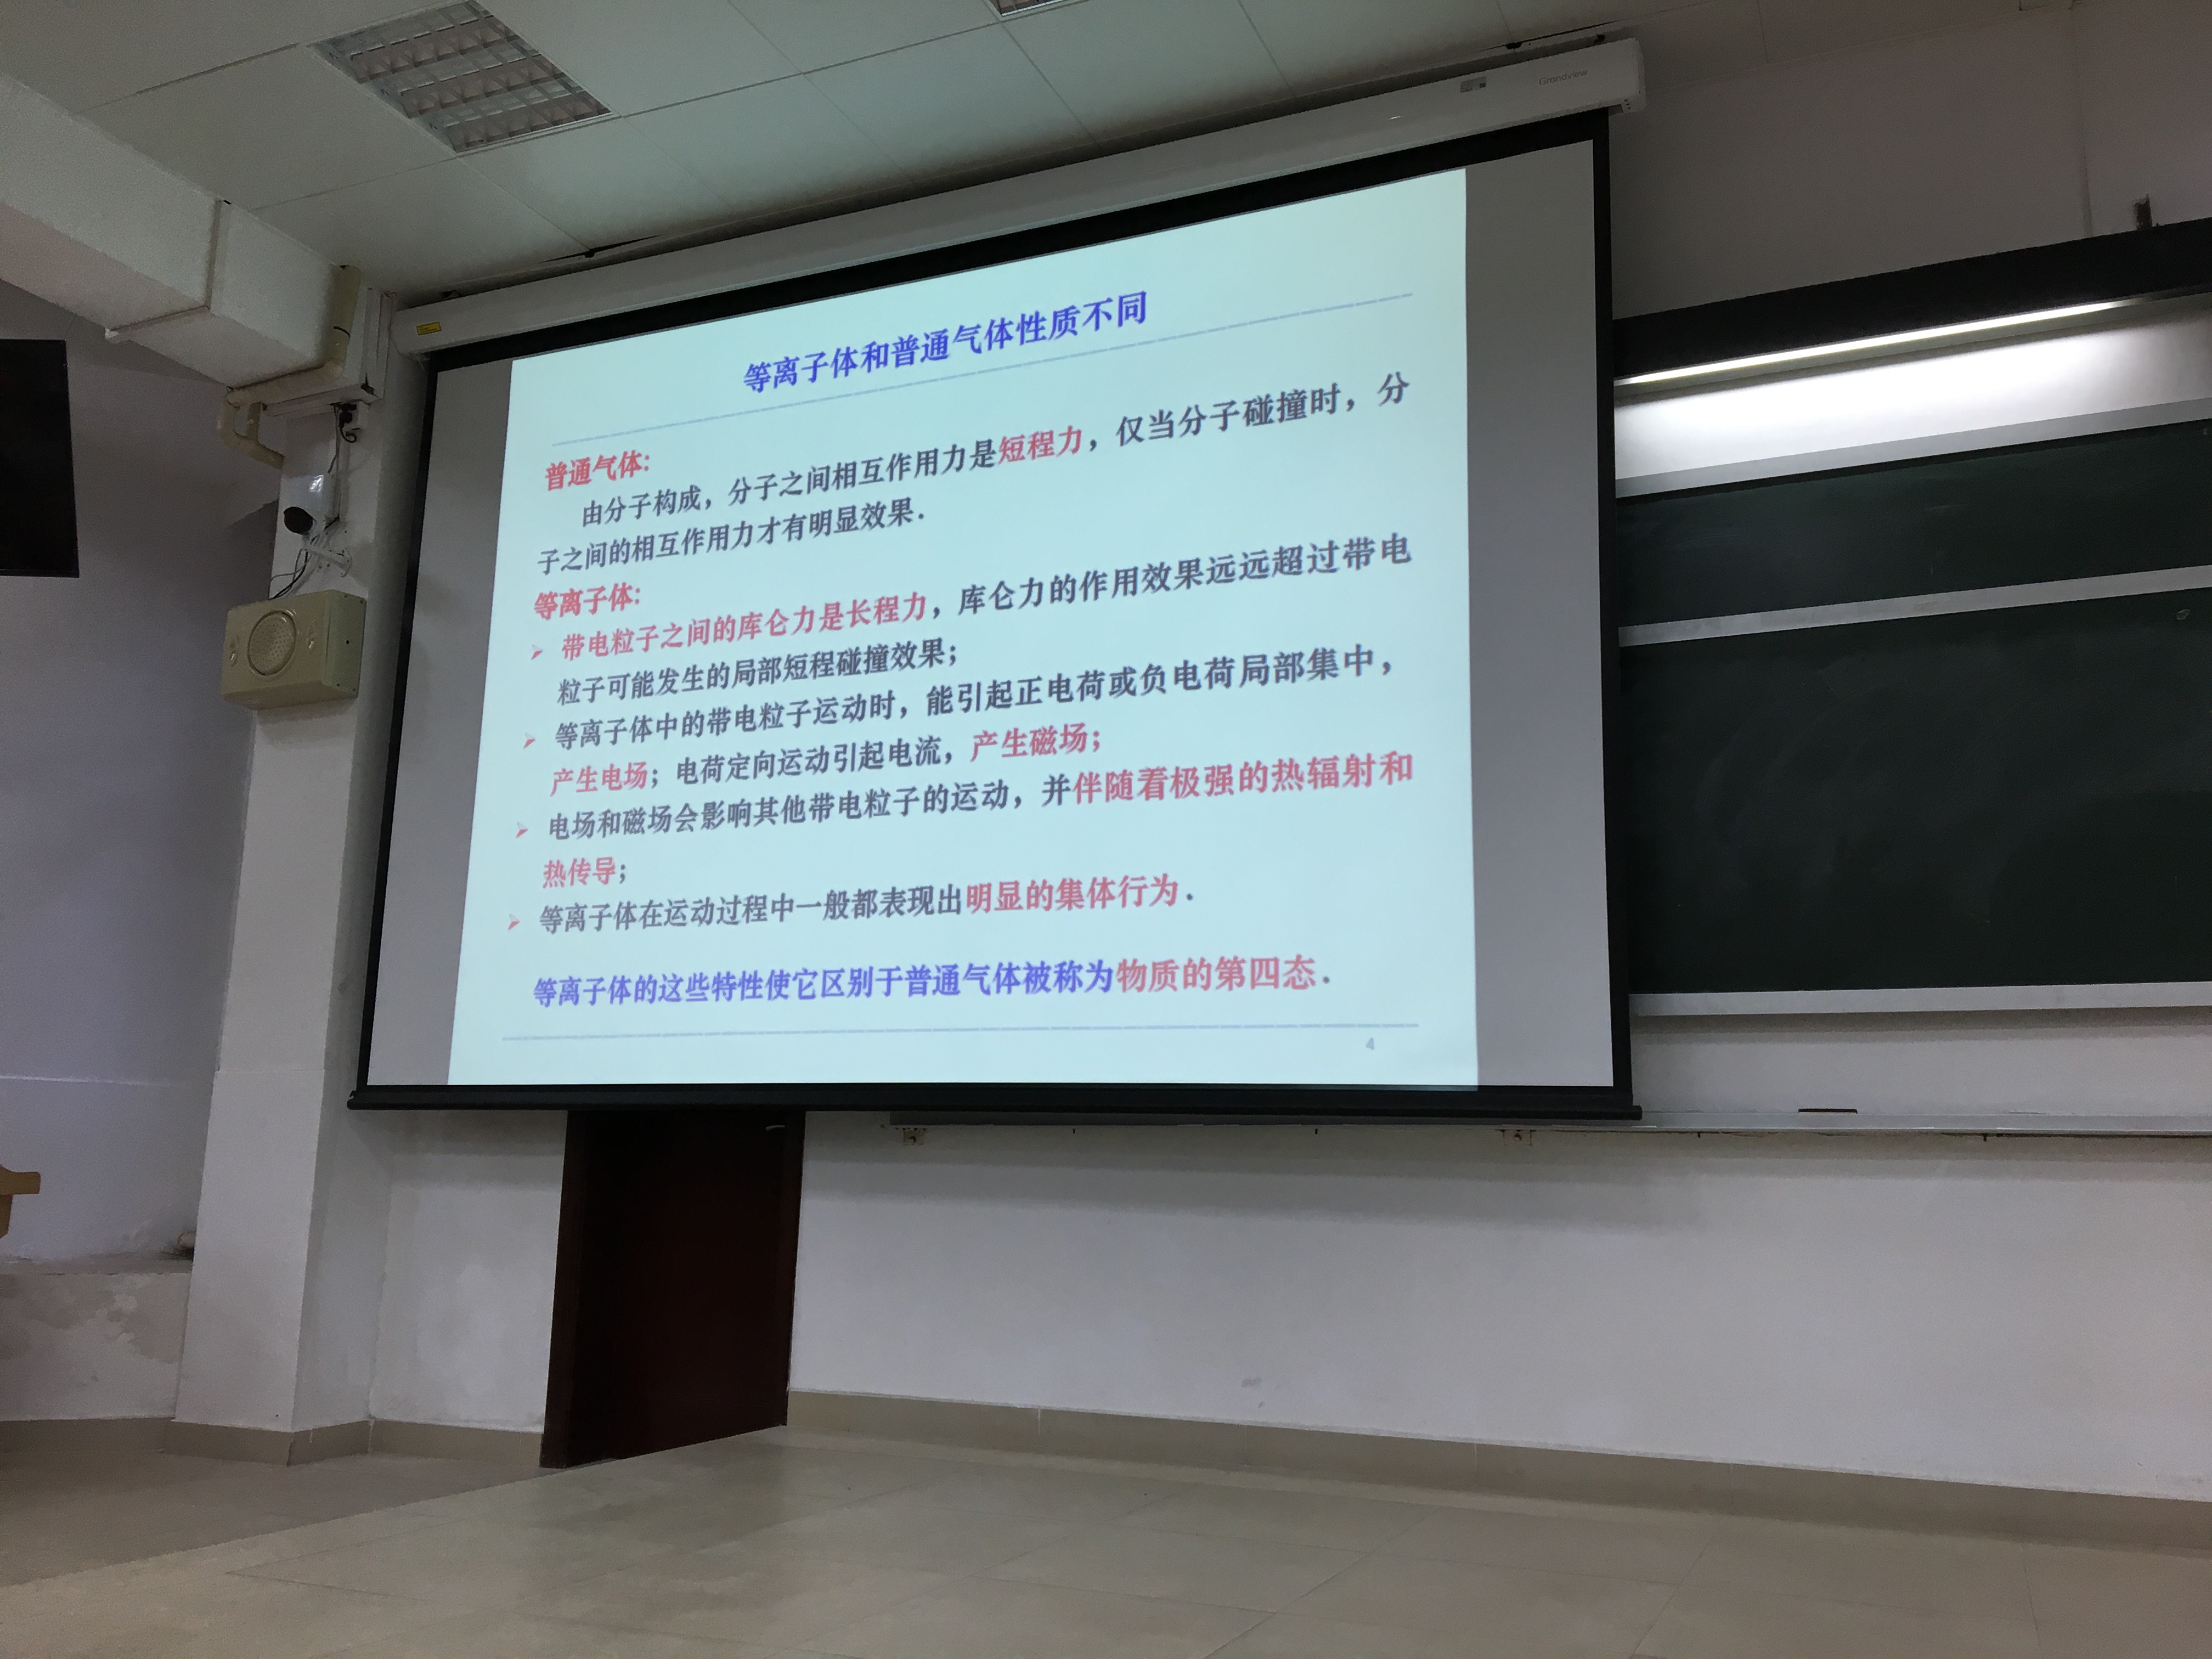 Grandview
等离子体和普通气体性质不同
普通气体:
由分子构成，分子之间相互作用力是短程力，仅当分子碰撞时，分
子之间的相互作用力才有明显效果.
等离子体:
➢ 带电粒子之间的库仑力是长程力，库仑力的作用效果远远超过带电
粒子可能发生的局部短程碰撞效果；
➢ 等离子体中的带电粒子运动时，能引起正电荷或负电荷局部集中，
产生电场；电荷定向运动引起电流，产生磁场；
➢ 电场和磁场会影响其他带电粒子的运动，并伴随着极强的热辐射和
热传导；
➢ 等离子体在运动过程中一般都表现出明显的集体行为.
等离子体的这些特性使它区别于普通气体被称为物质的第四态.
4